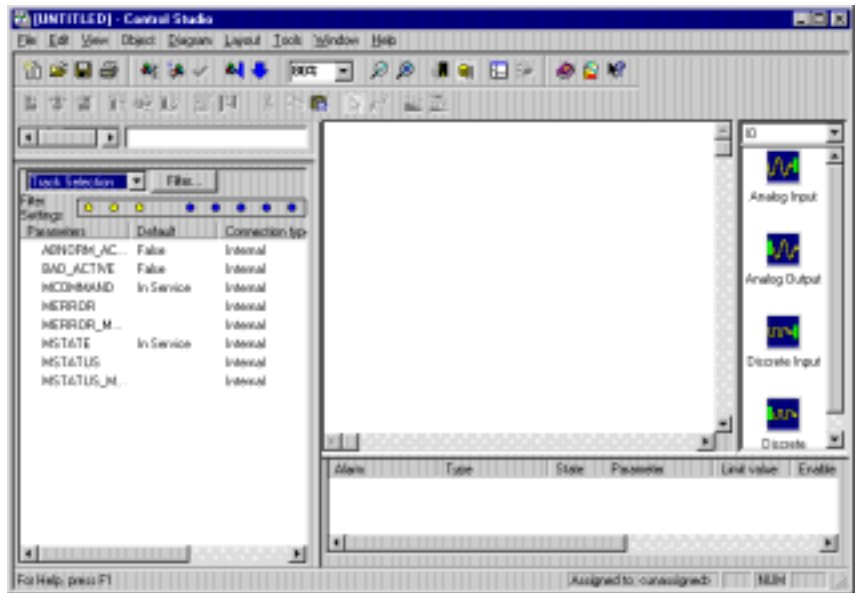 [UNTITLED] - Control Studio
File Edit View Object Diagram Layout Tools Window Help
80%
IO
Track Selection
Filter...
Filter
Settings:
Parameters Default Connection typ
ABNORM_AC... False Internal
BAD_ACTIVE False Internal
MCOMMAND In Service Internal
MERROR Internal
MERROR_M... Internal
MSTATE In Service Internal
MSTATUS Internal
MSTATUS_M... Internal
Analog Input
Analog Output
Discrete Input
Discrete
Alarm Type State Parameter Limit value Enable
For Help, press F1
Assigned to: <unassigned>
NUM